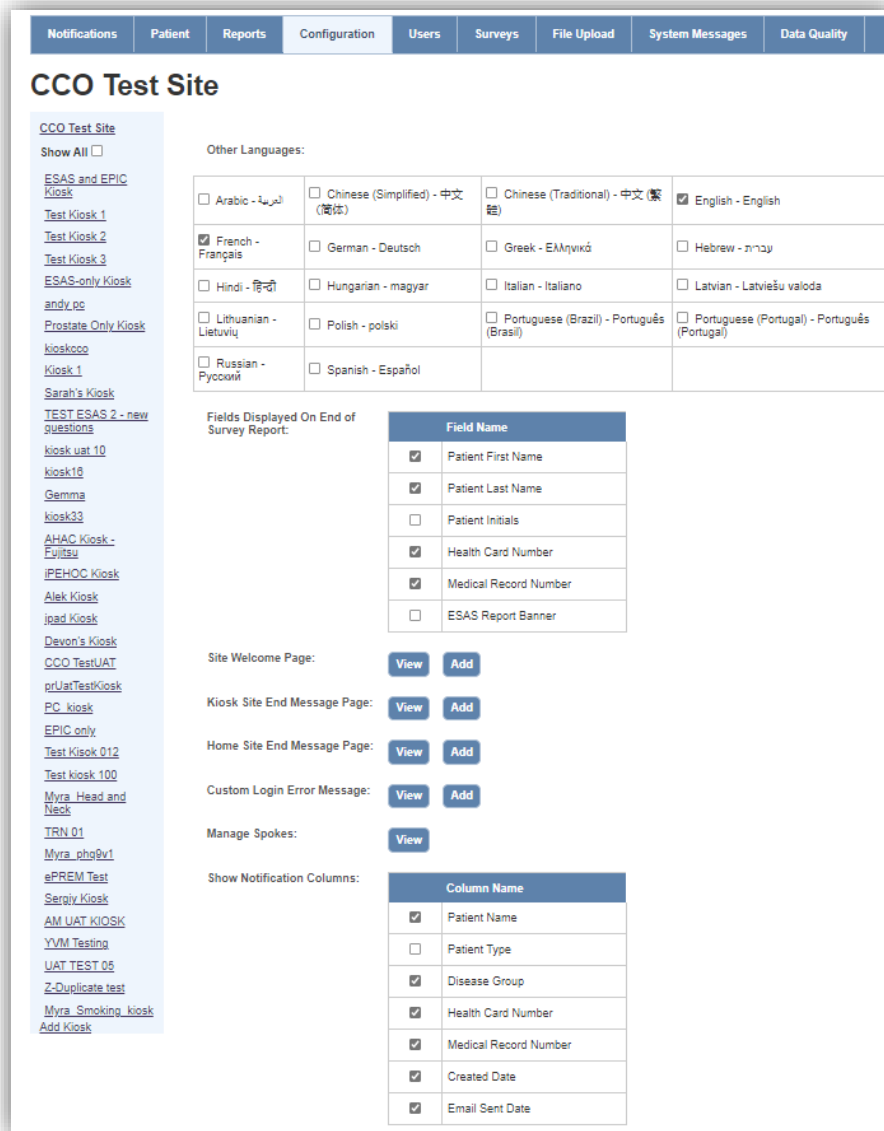 Notifications Patient Reports Configuration Users Surveys File Upload System Messages Data Quality
CCO Test Site
CCO Test Site
Show All
ESAS and EPIC
Kiosk
Test Kiosk 1
Test Kiosk 2
Test Kiosk 3
ESAS-only Kiosk
andy pc
Prostate Only Kiosk
kioskcco
Kiosk 1
Sarah's Kiosk
TEST ESAS 2 - new
questions
kiosk uat 10
kiosk16
Gemma
kiosk33
AHAC Kiosk -
Fujitsu
iPEHOC Kiosk
Alek Kiosk
ipad Kiosk
Devon's Kiosk
CCO TestUAT
prUatTestKiosk
PC_kiosk
EPIC only
Test Kisok 012
Test kiosk 100
Myra_Head and
Neck
TRN 01
Myra_phq9v1
ePREM Test
Sergiy Kiosk
AM UAT KIOSK
YVM Testing
UAT TEST 05
Z-Duplicate test
Myra_Smoking_kiosk
Add Kiosk
Other Languages:
Arabic - العربية
Chinese (Simplified) - 中文
(简体)
Chinese (Traditional) - 中文 (繁
體)
English - English
French -
Français
German - Deutsch
Greek - Ελληνικά
Hebrew - עברית
Hindi - हिन्दी
Hungarian - magyar
Italian - Italiano
Latvian - Latviešu valoda
Lithuanian -
Lietuvių
Polish - polski
Portuguese (Brazil) - Português
(Brasil)
Portuguese (Portugal) - Português
(Portugal)
Russian -
Русский
Spanish - Español
Fields Displayed On End of
Survey Report:
Field Name
Patient First Name
Patient Last Name
Patient Initials
Health Card Number
Medical Record Number
ESAS Report Banner
Site Welcome Page: View Add
Kiosk Site End Message Page: View Add
Home Site End Message Page: View Add
Custom Login Error Message: View Add
Manage Spokes: View
Show Notification Columns:
Column Name
Patient Name
Patient Type
Disease Group
Health Card Number
Medical Record Number
Created Date
Email Sent Date